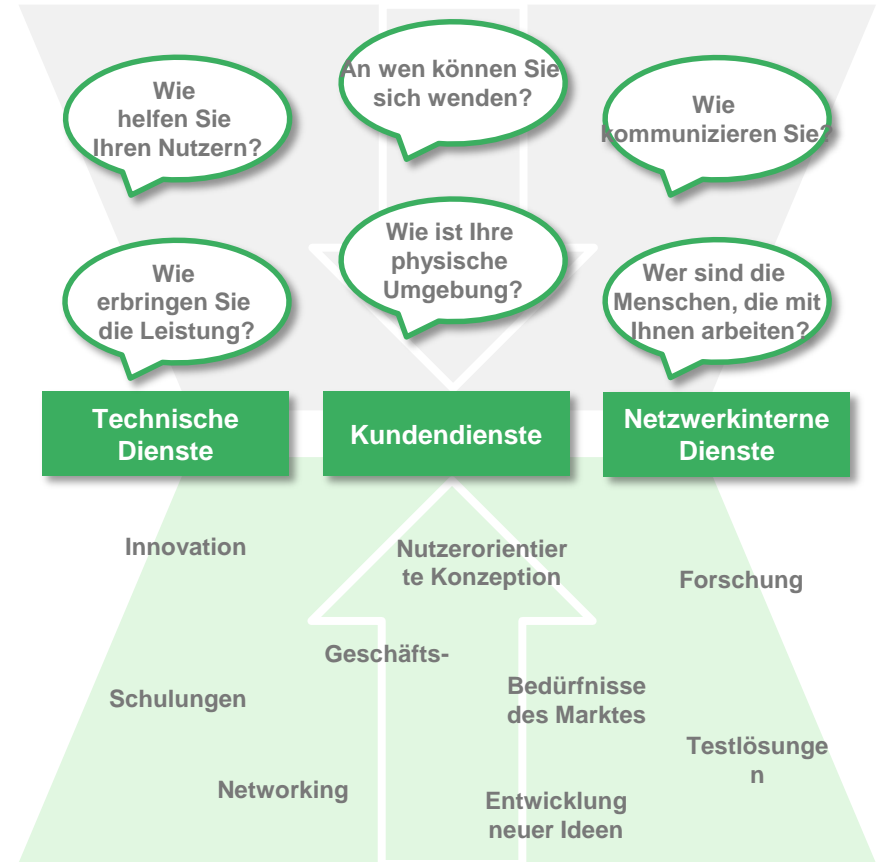 Wie
helfen Sie
Ihren Nutzern?
An wen können Sie
sich wenden?
Wie
kommunizieren Sie?
Wie
erbringen Sie
die Leistung?
Wie ist Ihre
physische
Umgebung?
Wer sind die
Menschen, die mit
Ihnen arbeiten?
Technische
Dienste
Kundendienste
Netzwerkinterne
Dienste
Innovation
Nutzerorientier
te Konzeption
Forschung
Geschäfts-
Schulungen
Bedürfnisse
des Marktes
Testlösunge
n
Networking
Entwicklung
neuer Ideen